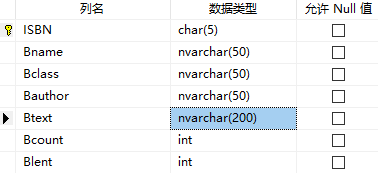 列名 数据类型 允许 Null 值
ISBN char(5)
Bname nvarchar(50)
Bclass nvarchar(50)
Bauthor nvarchar(50)
Btext nvarchar(200)
Bcount int
Blent int